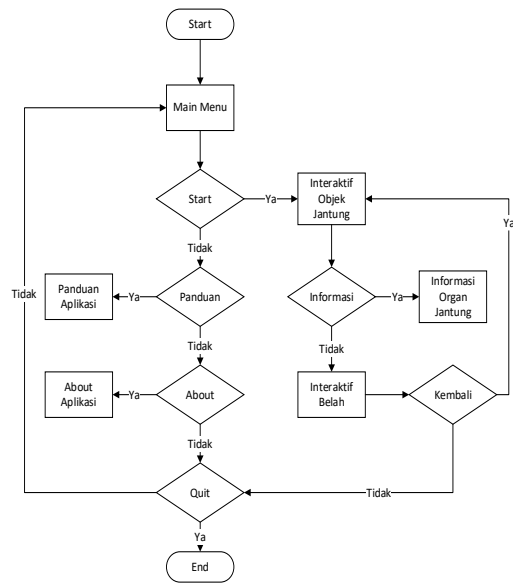 Start
Main Menu
Start
Ya
Interaktif
Objek
Jantung
Ya
Tidak
Tidak
Panduan
Aplikasi
Ya
Panduan
Informasi
Ya
Informasi
Organ
Jantung
Tidak
Tidak
About
Aplikasi
Ya
About
Interaktif
Belah
Kembali
Tidak
Quit
Tidak
Ya
End